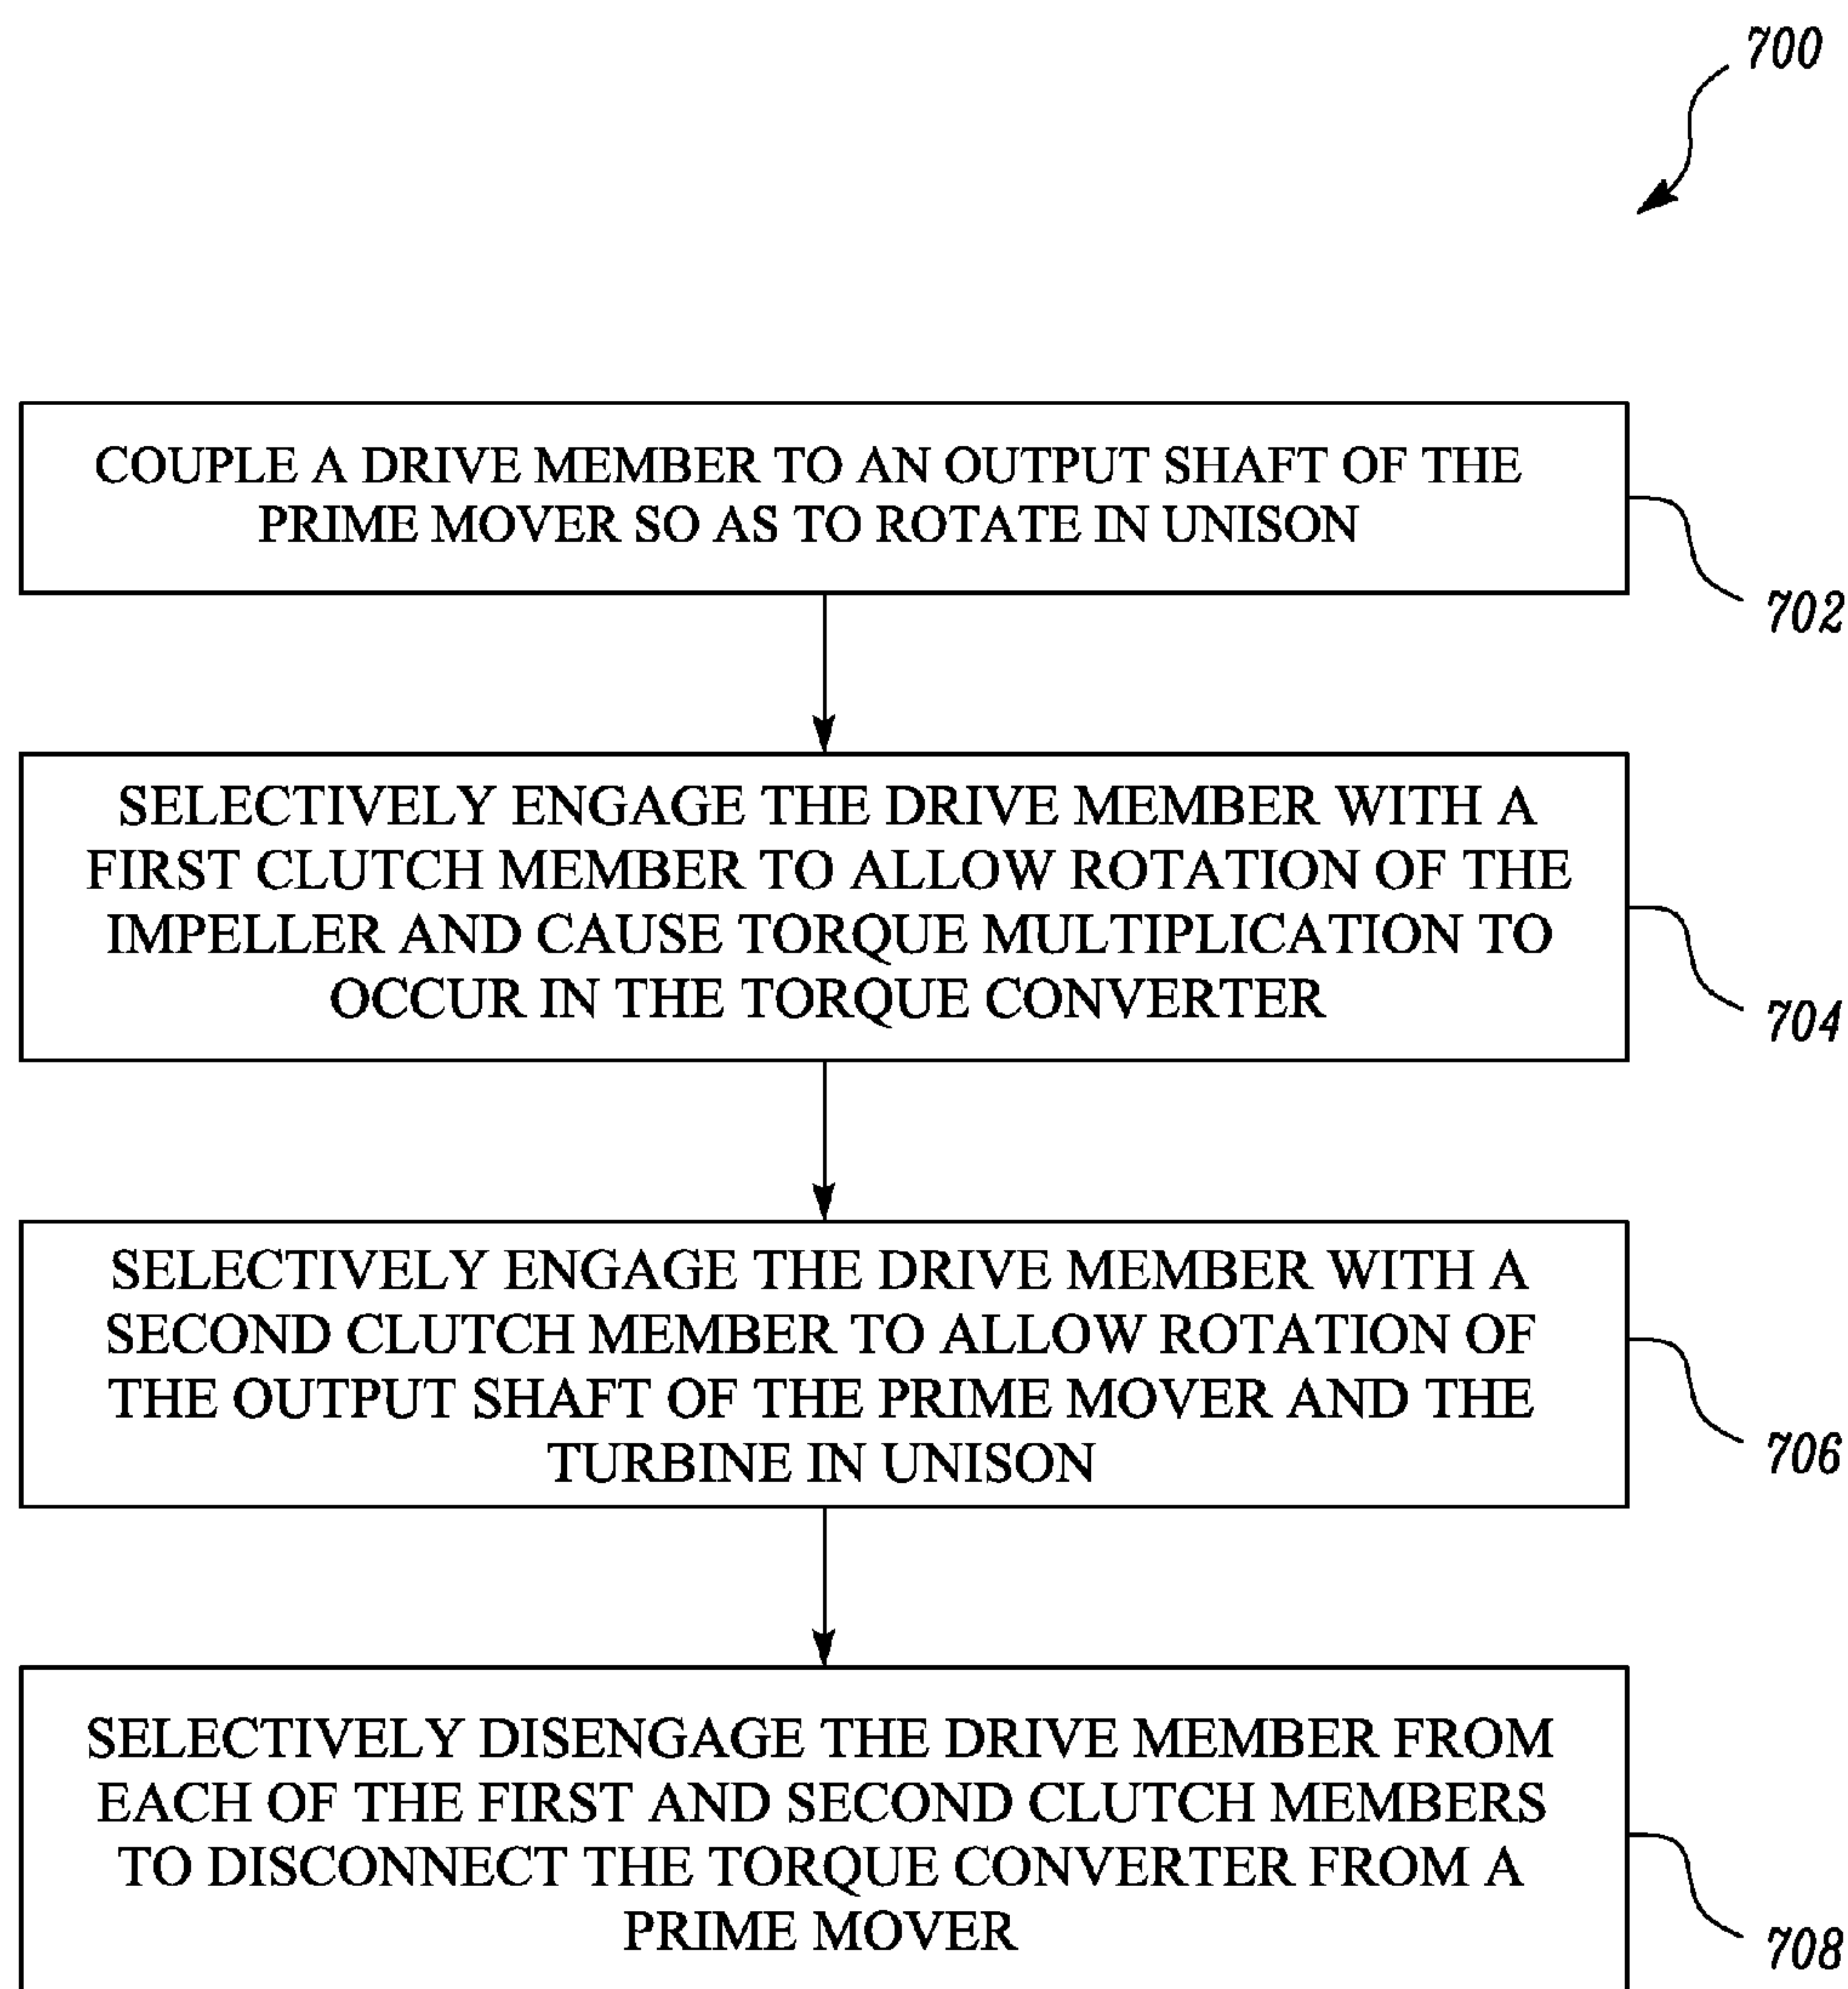 700
COUPLE A DRIVE MEMBER TO AN OUTPUT SHAFT OF THE
PRIME MOVER SO AS TO ROTATE IN UNISON
702
SELECTIVELY ENGAGE THE DRIVE MEMBER WITH A
FIRST CLUTCH MEMBER TO ALLOW ROTATION OF THE
IMPELLER AND CAUSE TORQUE MULTIPLICATION TO
OCCUR IN THE TORQUE CONVERTER
704
SELECTIVELY ENGAGE THE DRIVE MEMBER WITH A
SECOND CLUTCH MEMBER TO ALLOW ROTATION OF
THE OUTPUT SHAFT OF THE PRIME MOVER AND THE
TURBINE IN UNISON
706
SELECTIVELY DISENGAGE THE DRIVE MEMBER FROM
EACH OF THE FIRST AND SECOND CLUTCH MEMBERS
TO DISCONNECT THE TORQUE CONVERTER FROM A
PRIME MOVER
708